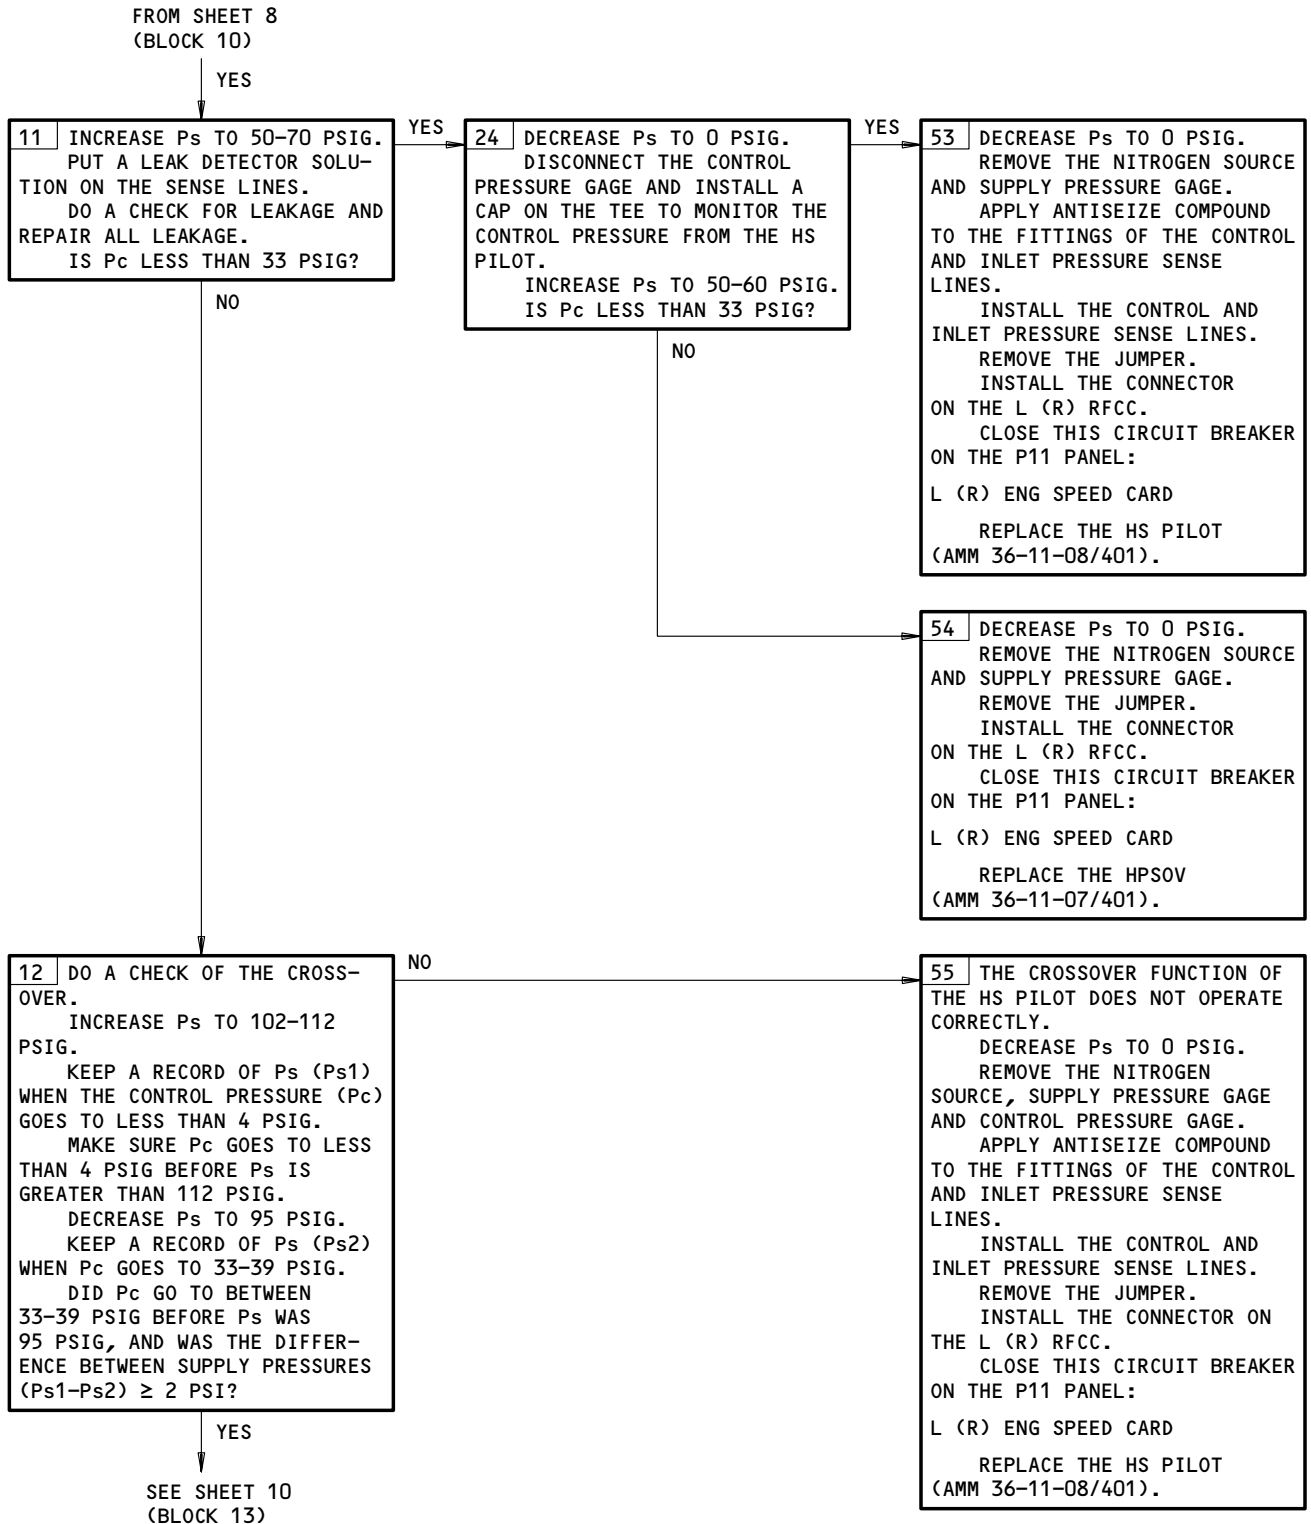 FROM SHEET 8
(BLOCK 10)
YES
11 INCREASE Ps TO 50-70 PSIG.
PUT A LEAK DETECTOR SOLU-
TION ON THE SENSE LINES.
DO A CHECK FOR LEAKAGE AND
REPAIR ALL LEAKAGE.
IS Pc LESS THAN 33 PSIG?
YES
NO
24 DECREASE Ps TO 0 PSIG.
DISCONNECT THE CONTROL
PRESSURE GAGE AND INSTALL A
CAP ON THE TEE TO MONITOR THE
CONTROL PRESSURE FROM THE HS
PILOT.
INCREASE Ps TO 50-60 PSIG.
IS Pc LESS THAN 33 PSIG?
YES
NO
53 DECREASE Ps TO 0 PSIG.
REMOVE THE NITROGEN SOURCE
AND SUPPLY PRESSURE GAGE.
APPLY ANTISEIZE COMPOUND
TO THE FITTINGS OF THE CONTROL
AND INLET PRESSURE SENSE
LINES.
INSTALL THE CONTROL AND
INLET PRESSURE SENSE LINES.
REMOVE THE JUMPER.
INSTALL THE CONNECTOR
ON THE L (R) RFCC.
CLOSE THIS CIRCUIT BREAKER
ON THE P11 PANEL:
L (R) ENG SPEED CARD
REPLACE THE HS PILOT
(AMM 36-11-08/401).
54 DECREASE Ps TO 0 PSIG.
REMOVE THE NITROGEN SOURCE
AND SUPPLY PRESSURE GAGE.
REMOVE THE JUMPER.
INSTALL THE CONNECTOR
ON THE L (R) RFCC.
CLOSE THIS CIRCUIT BREAKER
ON THE P11 PANEL:
L (R) ENG SPEED CARD
REPLACE THE HPSOV
(AMM 36-11-07/401).
12 DO A CHECK OF THE CROSS-
OVER.
INCREASE Ps TO 102-112
PSIG.
KEEP A RECORD OF Ps (Ps1)
WHEN THE CONTROL PRESSURE (Pc)
GOES TO LESS THAN 4 PSIG.
MAKE SURE Pc GOES TO LESS
THAN 4 PSIG BEFORE Ps IS
GREATER THAN 112 PSIG.
DECREASE Ps TO 95 PSIG.
KEEP A RECORD OF Ps (Ps2)
WHEN Pc GOES TO 33-39 PSIG.
DID Pc GO TO BETWEEN
33-39 PSIG BEFORE Ps WAS
95 PSIG, AND WAS THE DIFFER-
ENCE BETWEEN SUPPLY PRESSURES
(Ps1-Ps2) ≥ 2 PSI?
NO
YES
SEE SHEET 10
(BLOCK 13)
55 THE CROSSOVER FUNCTION OF
THE HS PILOT DOES NOT OPERATE
CORRECTLY.
DECREASE Ps TO 0 PSIG.
REMOVE THE NITROGEN
SOURCE, SUPPLY PRESSURE GAGE
AND CONTROL PRESSURE GAGE.
APPLY ANTISEIZE COMPOUND
TO THE FITTINGS OF THE CONTROL
AND INLET PRESSURE SENSE
LINES.
INSTALL THE CONTROL AND
INLET PRESSURE SENSE LINES.
REMOVE THE JUMPER.
INSTALL THE CONNECTOR ON
THE L (R) RFCC.
CLOSE THIS CIRCUIT BREAKER
ON THE P11 PANEL:
L (R) ENG SPEED CARD
REPLACE THE HS PILOT
(AMM 36-11-08/401).